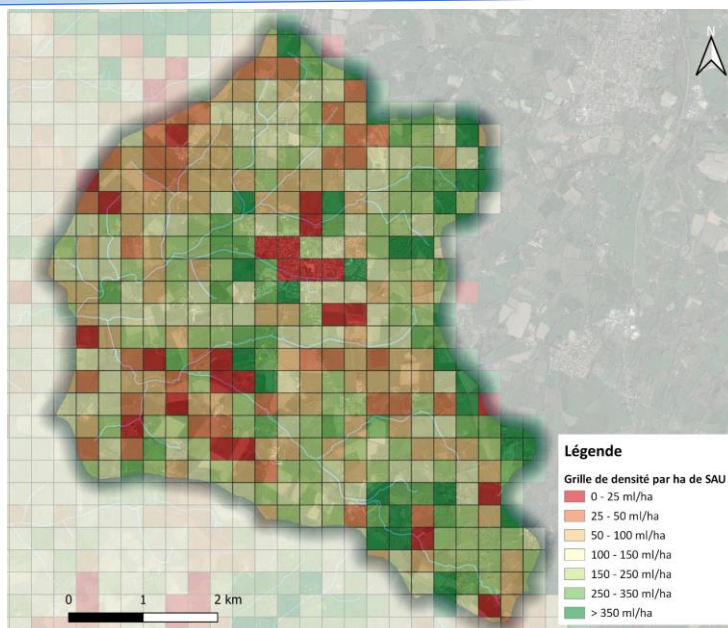 N
Légende
Grille de densité par ha de SAU
0 - 25 ml/ha
25 - 50 ml/ha
50 - 100 ml/ha
100 - 150 ml/ha
150 - 250 ml/ha
250 - 350 ml/ha
> 350 ml/ha
0 1 2 km